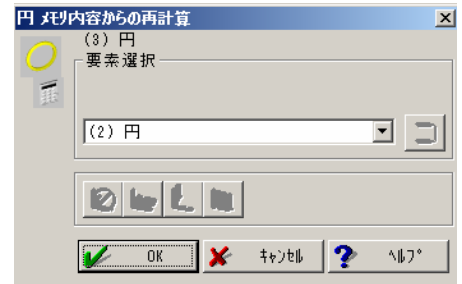 円 ﾒﾓﾘ内容からの再計算
(3) 円
要素選択
(2) 円
OK
ｷｬﾝｾﾙ
ﾍﾙﾌﾟ